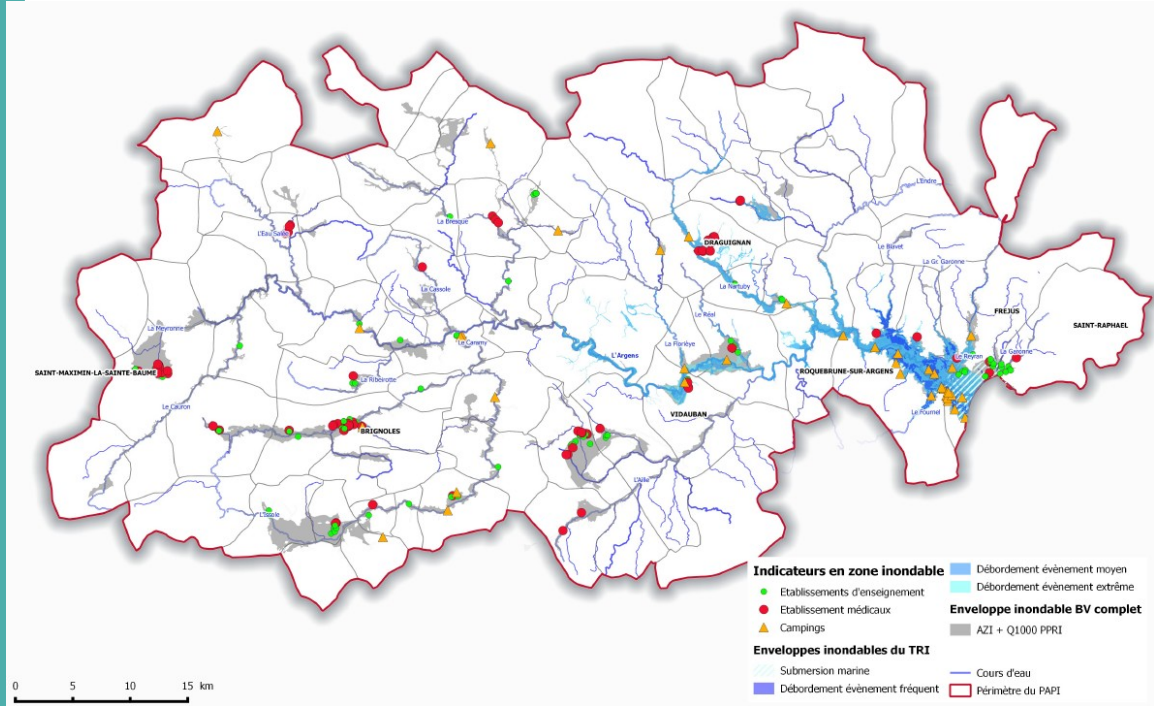 L'Endre
L'Eau Salée
La Bresque
DRAGUIGNAN
Le Blavet
La Gr. Garonne
La Cassole
La Nartuby
FREJUS
Le Réal
SAINT-RAPHAEL
La Meyronne
La Florièye
L'Argens
Le Caramy
Le Reyran
La Garonne
SAINT-MAXIMIN-LA-SAINTE-BAUME
La Ribeirotte
ROQUEBRUNE-SUR-ARGENS
Le Cauron
VIDAUBAN
Le Fournel
BRIGNOLES
L'Aille
L'Issole
Indicateurs en zone inondable
Etablissements d'enseignement
Etablissement médicaux
Campings
Enveloppes inondables du TRI
Submersion marine
Débordement évènement fréquent
Débordement évènement moyen
Débordement évènement extrême
Enveloppe inondable BV complet
AZI + Q1000 PPRI
Cours d'eau
Périmètre du PAPI
0 5 10 15 km